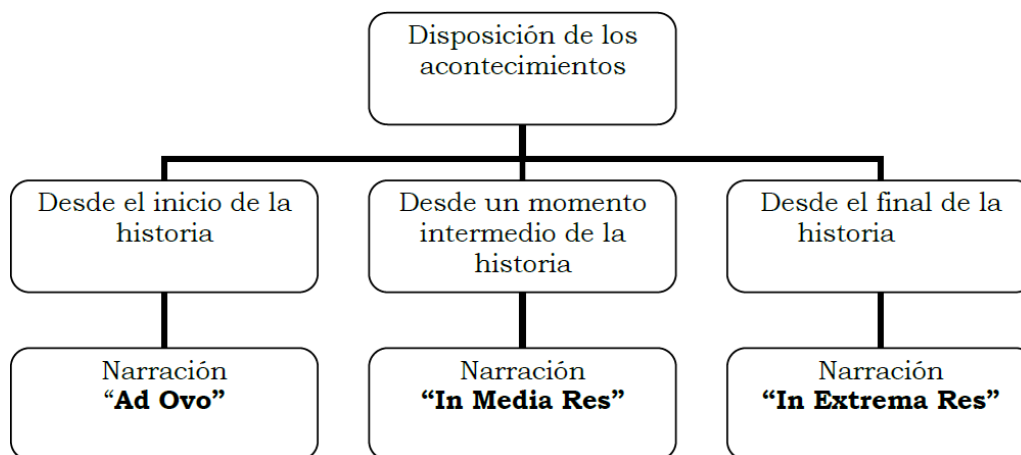 Disposición de los
acontecimientos
Desde el inicio de la
historia
Desde un momento
intermedio de la
historia
Desde el final de la
historia
Narración
“Ad Ovo”
Narración
“In Media Res”
Narración
“In Extrema Res”